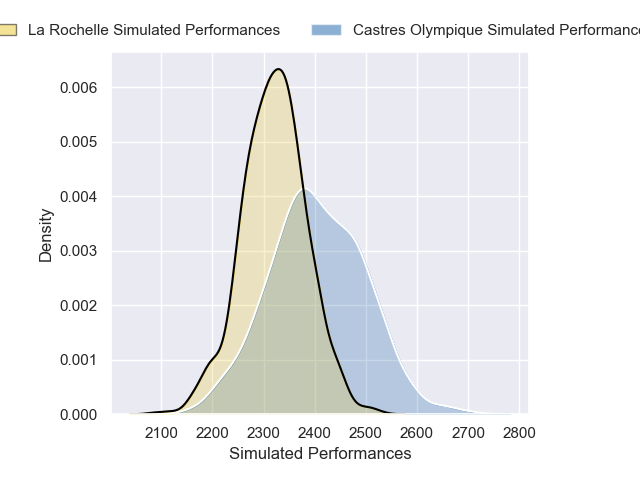 La Rochelle Simulated Performances
Castres Olympique Simulated Performanc
0.006
0.005
0.004
0.003
0.002
0.001
0.000
Density
2100 2200 2300 2400 2500 2600 2700 2800
Simulated Performances